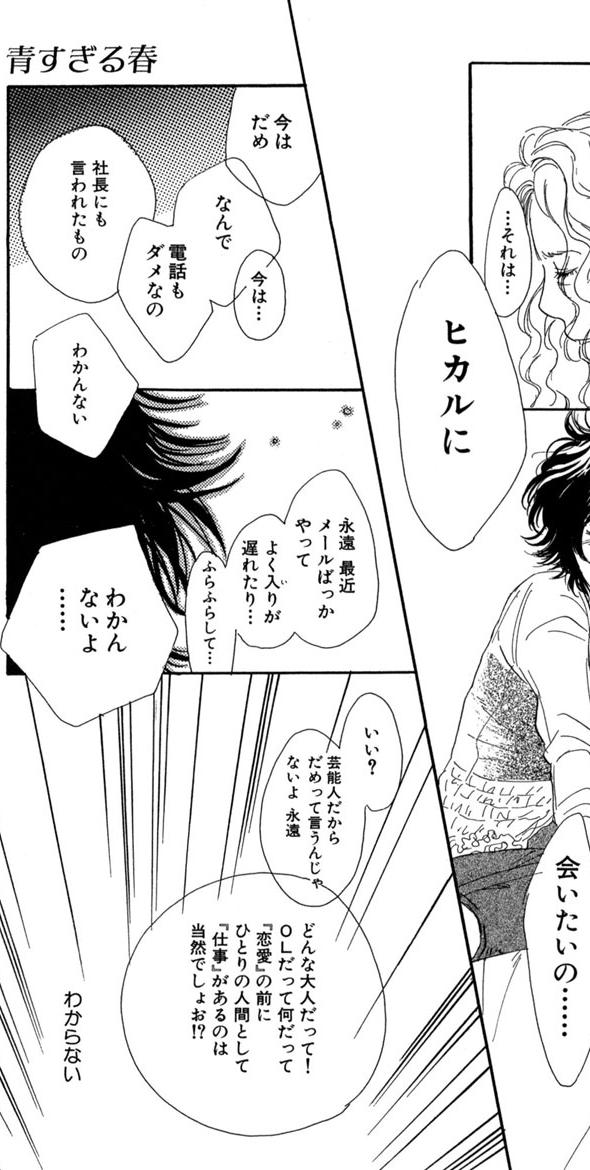 青すぎる春
…それは…
ヒカルに
会いたいの……
今は
だめ
なんで
今は…
電話も
ダメなの
社長にも
言われたもの
わかんない
永遠 最近
メールばっか
やって
よく入りが
い
遅れたり…
ふらふらして…
わかん
ないよ
……
いい?
芸能人だから
だめって言うんじゃ
ないよ 永遠
どんな大人だって!
OLだって何だって
『恋愛』の前に
ひとりの人間として
『仕事』があるのは
当然でしょお!?
わからない